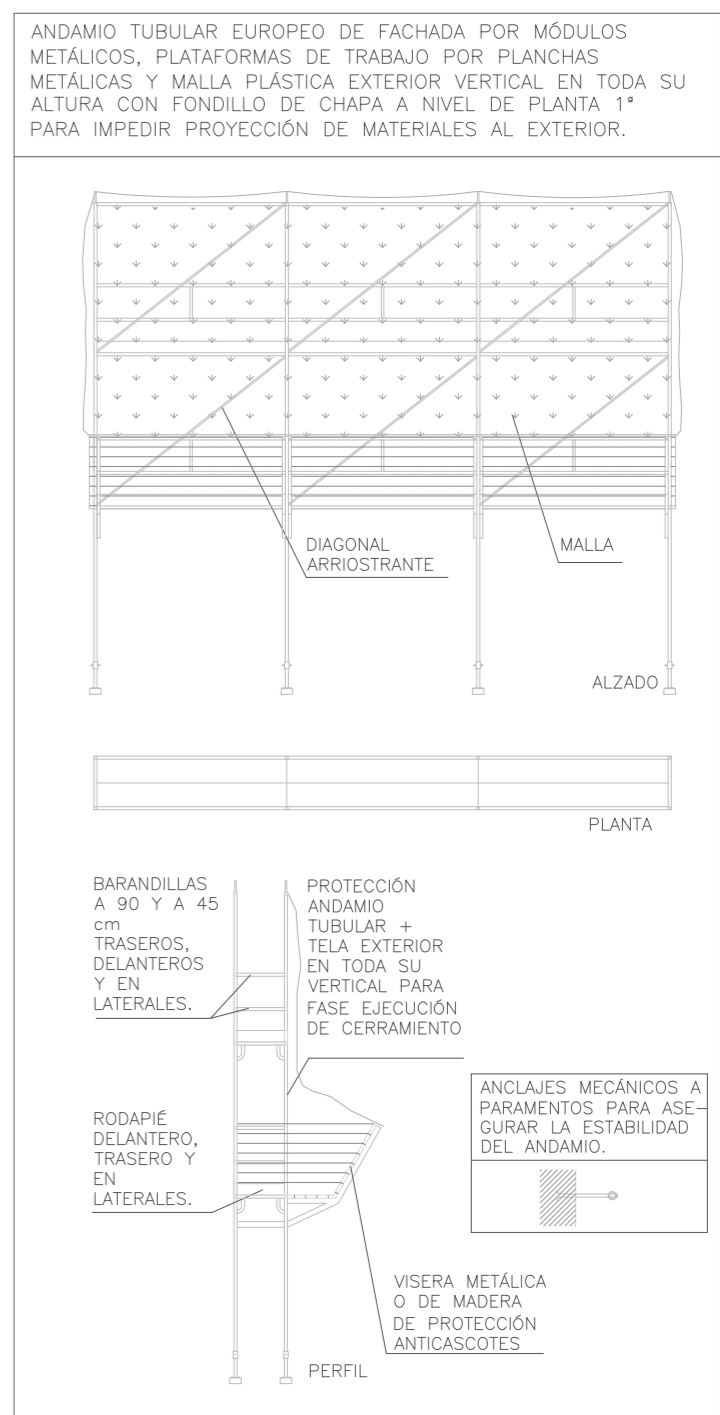 ANDAMIO TUBULAR EUROPEO DE FACHADA POR MÓDULOS
METÁLICOS, PLATAFORMAS DE TRABAJO POR PLANCHAS
METÁLICAS Y MALLA PLÁSTICA EXTERIOR VERTICAL EN TODA SU
ALTURA CON FONDILLO DE CHAPA A NIVEL DE PLANTA 1ª
PARA IMPEDIR PROYECCIÓN DE MATERIALES AL EXTERIOR.
DIAGONAL
ARRIOSTRANTE
MALLA
ALZADO
PLANTA
BARANDILLAS
A 90 Y A 45
cm
TRASEROS,
DELANTEROS
Y EN
LATERALES.
PROTECCIÓN
ANDAMIO
TUBULAR +
TELA EXTERIOR
EN TODA SU
VERTICAL PARA
FASE EJECUCIÓN
DE CERRAMIENTO
ANCLAJES MECÁNICOS A
PARAMENTOS PARA ASE-
GURAR LA ESTABILIDAD
DEL ANDAMIO.
RODAPIÉ
DELANTERO,
TRASERO Y
EN
LATERALES.
VISERA METÁLICA
O DE MADERA
DE PROTECCIÓN
ANTICASCOTES
PERFIL